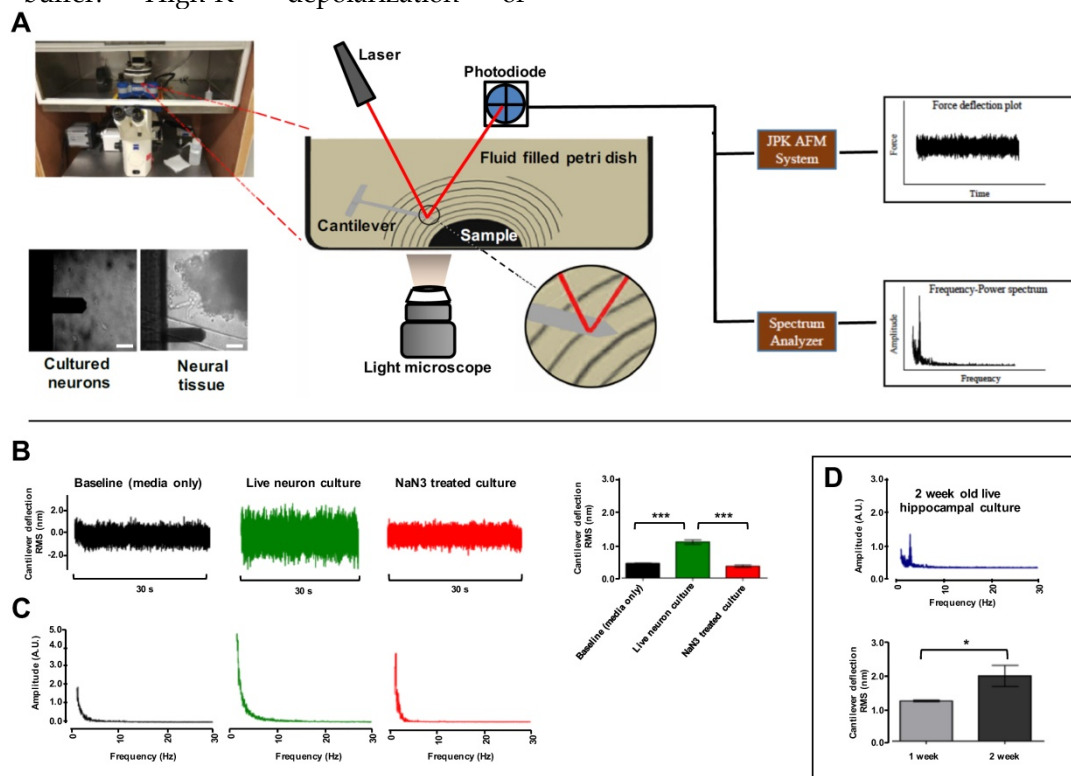 buffer. High-K depolarization of
A
Laser
Photodiode
Fluid filled petri dish
Cantilever
Sample
Light microscope
Cultured
neurons
Neural
tissue
JPK AFM
System
Force deflection plot
Force
Time
Spectrum
Analyzer
Frequency-Power spectrum
Amplitude
Frequency
B
Baseline (media only)
Live neuron culture
NaN3 treated culture
Cantilever deflection
RMS (nm)
2.0
0.0
-2.0
30 s
30 s
30 s
Cantilever deflection
RMS (nm)
3.0
2.0
1.0
0.0
***
***
Baseline (media only)
Live neuron culture
NaN3 treated culture
C
Amplitude (A.U.)
5.0
4.0
3.0
2.0
1.0
0.0
0
10
20
30
Frequency (Hz)
0
10
20
30
Frequency (Hz)
0
10
20
30
Frequency (Hz)
D
2 week old live
hippocampal culture
Amplitude (A.U.)
3.0
2.0
1.0
0.0
0
10
20
30
Frequency (Hz)
Cantilever deflection
RMS (nm)
3.0
2.0
1.0
0.0
*
1 week
2 week